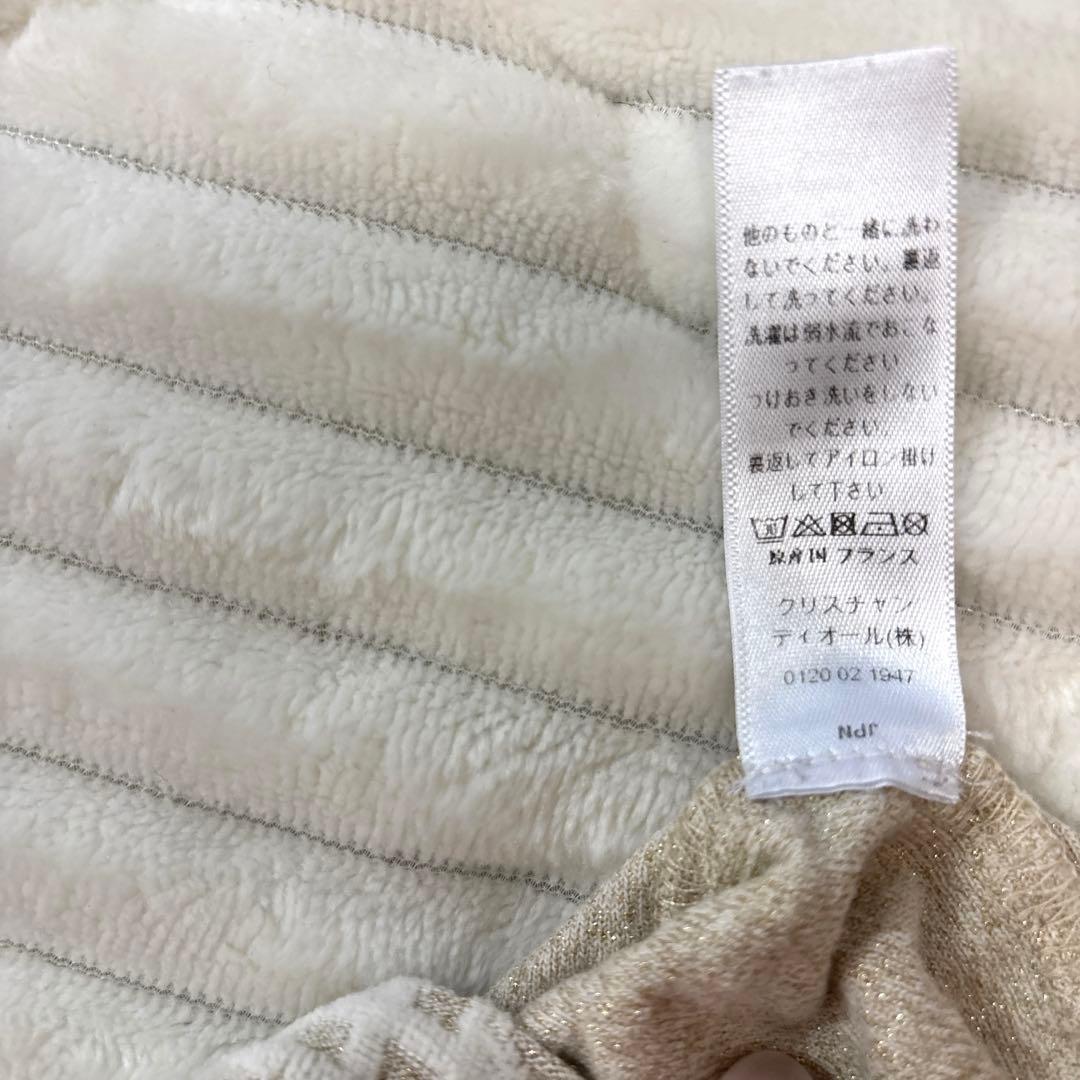 他のものと一緒に洗わ
ないでください。裏返
して洗ってください。
洗濯は弱水流でおこな
ってください
つけおき洗いをしない
でください。
裏返してアイロン掛け
して下さい
原産国 フランス
クリスチャン
ディオール(株)
0120 02 1947
JPN